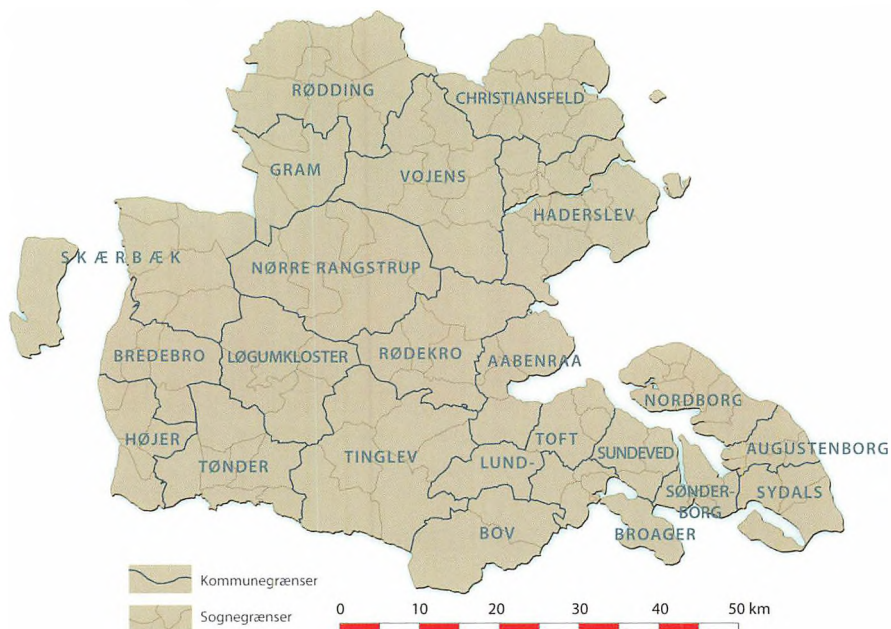 RØDDING
CHRISTIANSFELD
GRAM
VOJENS
HADERSLEV
SKÆRBÆK
NØRRE RANGSTRUP
BREDEBRO
LØGUMKLOSTER
RØDEKRO
AABENRAA
NORDBORG
HØJER
TØNDER
TINGLEV
TOFT
LUND-
SUNDEVED
AUGUSTENBORG
SØNDER-
BORG
SYDALS
BOV
BROAGER
Kommunegrænser
Sognegrænser
0 10 20 30 40 50 km